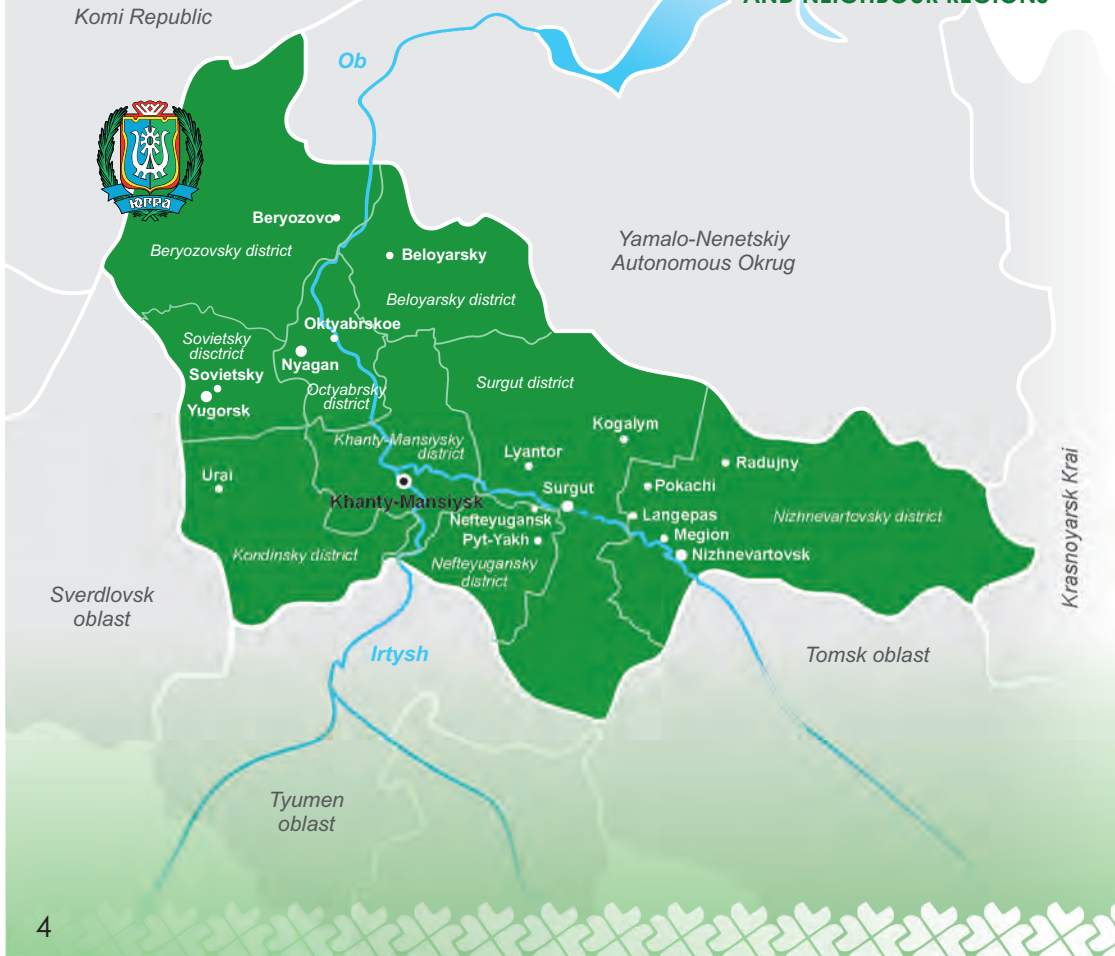 Komi Republic
AND NEIGHBOUR REGIONS
Ob
ЮГРА
Beryozovo
Beryozovsky district
Beloyarsky
Yamalo-Nenetskiy
Autonomous Okrug
Beloyarsky district
Oktyabrskoe
Sovietsky
disctrict
Nyagan
Sovietsky
Yugorsk
Octyabrsky
district
Surgut district
Kogalym
Khanty-Mansiysky
district
Lyantor
Radujny
Urai
Surgut
Pokachi
Khanty-Mansiysk
Nefteyugansk
Langepas
Nizhnevartovsky district
Megion
Pyt-Yakh
Nizhnevartovsk
Kondinsky district
Nefteyugansky
district
Krasnoyarsk Krai
Sverdlovsk
oblast
Irtysh
Tomsk oblast
Tyumen
oblast
4